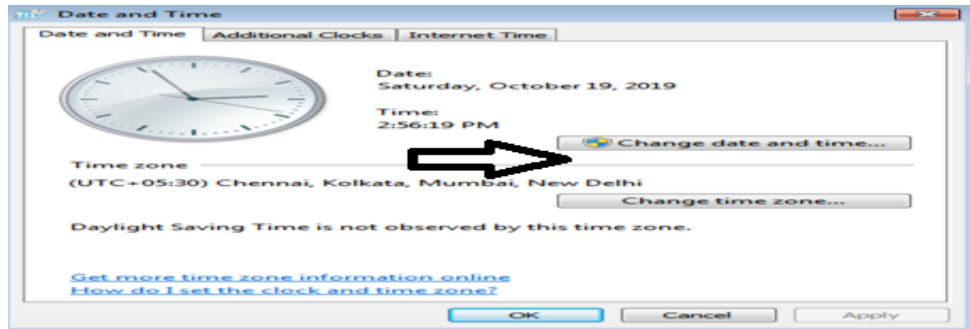 Date and Time
Date and Time Additional Clocks Internet Time
Date:
Saturday, October 19, 2019
Time:
2:56:19 PM
Change date and time...
Time zone
(UTC+05:30) Chennai, Kolkata, Mumbai, New Delhi
Change time zone...
Daylight Saving Time is not observed by this time zone.
Get more time zone information online
How do I set the clock and time zone?
OK Cancel Apply